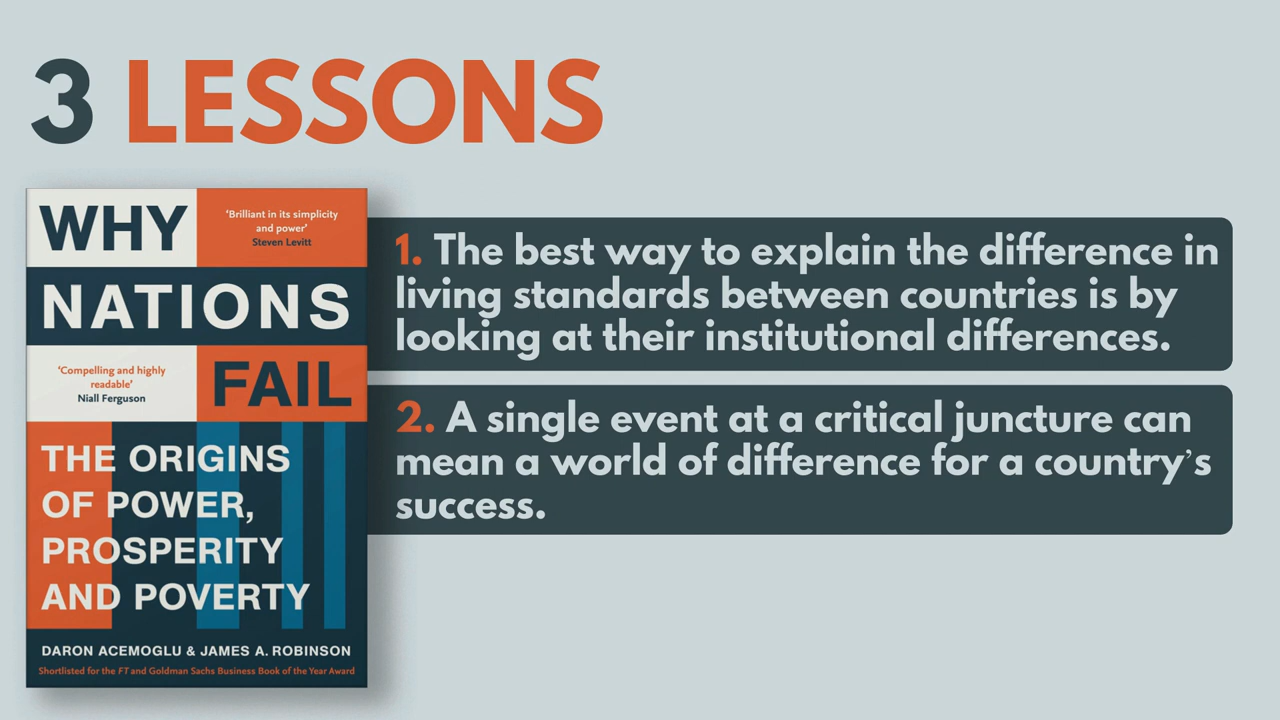 3 LESSONS
WHY
'Brilliant in its simplicity
and power'
Steven Levitt
NATIONS
'Compelling and highly
readable'
Niall Ferguson
FAIL
THE ORIGINS
OF POWER,
PROSPERITY
AND POVERTY
DARON ACEMOGLU & JAMES A. ROBINSON
Shortlisted for the FT and Goldman Sachs Business Book of the Year Award
1. The best way to explain the difference in
living standards between countries is by
looking at their institutional differences.
2. A single event at a critical juncture can
mean a world of difference for a country's
success.